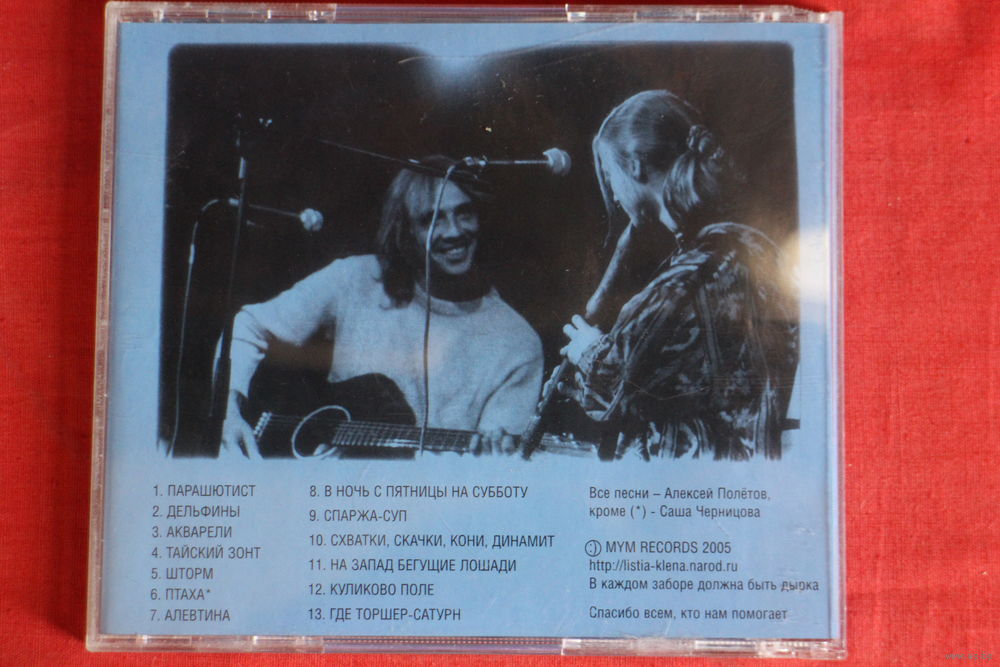 1. ПАРАШЮТИСТ
2. ДЕЛЬФИНЫ
3. АКВАРЕЛИ
4. ТАЙСКИЙ ЗОНТ
5. ШТОРМ
6. ПТАХА*
7. АЛЕВТИНА
8. В НОЧЬ С ПЯТНИЦЫ НА СУББОТУ
9. СПАРЖА-СУП
10. СХВАТКИ, СКАЧКИ, КОНИ, ДИНАМИТ
11. НА ЗАПАД БЕГУЩИЕ ЛОШАДИ
12. КУЛИКОВО ПОЛЕ
13. ГДЕ ТОРШЕР-САТУРН
Все песни – Алексей Полётов,
кроме (*) - Саша Черницова
:) МУМ RECORDS 2005
http://listia-klena.narod.ru
В каждом заборе должна быть дырка
Спасибо всем, кто нам помогает